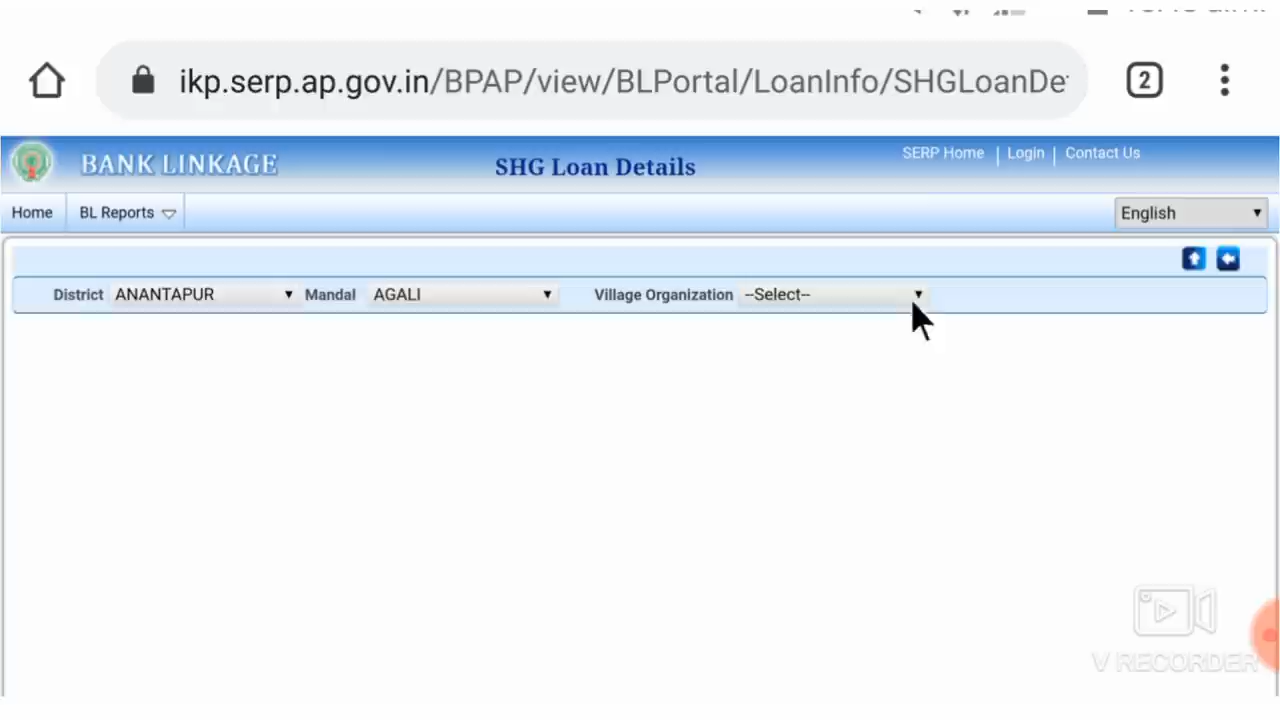 2
ikp.serp.ap.gov.in/BPAP/view/BLPortal/LoanInfo/SHGLoanDe
BANK LINKAGE
SHG Loan Details
SERP Home | Login | Contact Us
Home
BL Reports
English
District ANANTAPUR Mandal AGALI Village Organization --Select--
V RECORDER